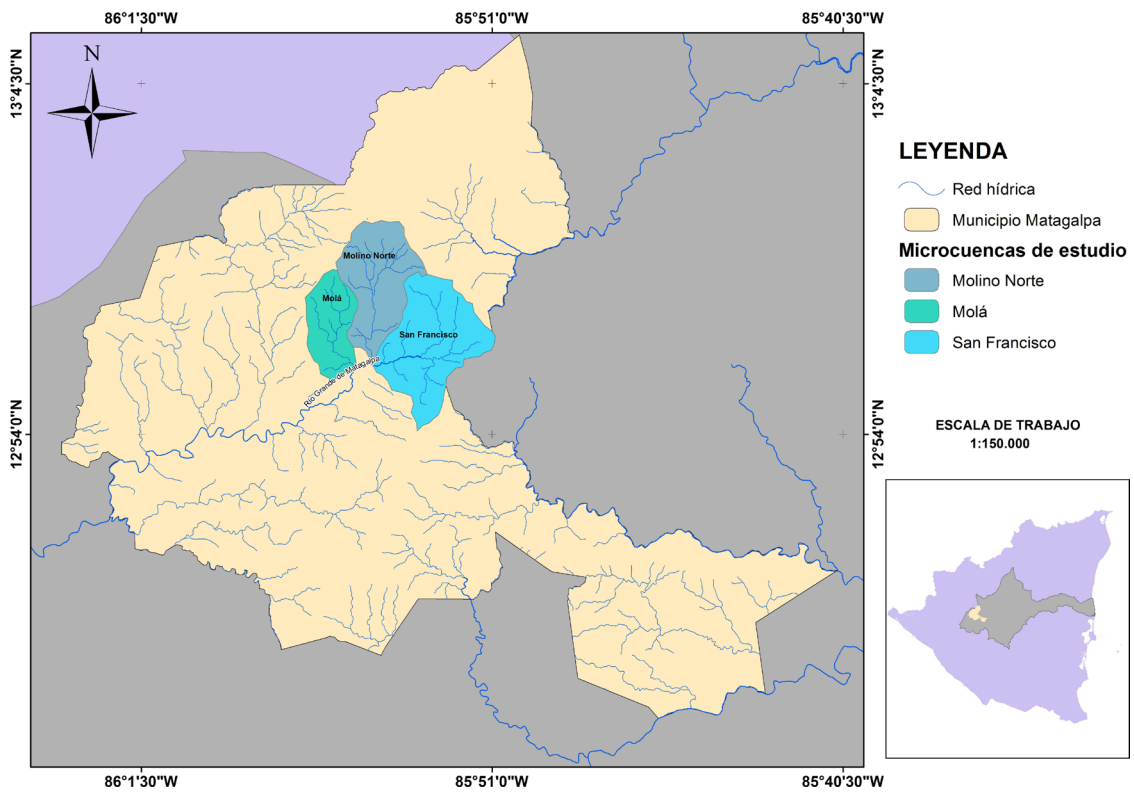 86°1'30"W
85°51'0"W
85°40'30"W
N
13°4'30"N
13°4'30"N
12°54'0"N
12°54'0"N
Molino Norte
Molá
San Francisco
Río Grande de Matagalpa
86°1'30"W
85°51'0"W
85°40'30"W
LEYENDA
Red hídrica
Municipio Matagalpa
Microcuencas de estudio
Molino Norte
Molá
San Francisco
ESCALA DE TRABAJO
1:150.000